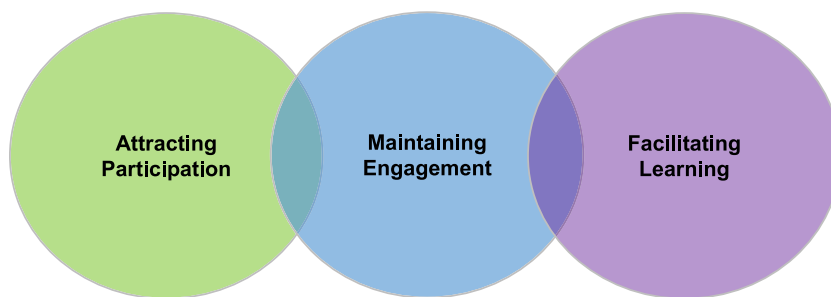 Attracting
Participation
Maintaining
Engagement
Facilitating
Learning